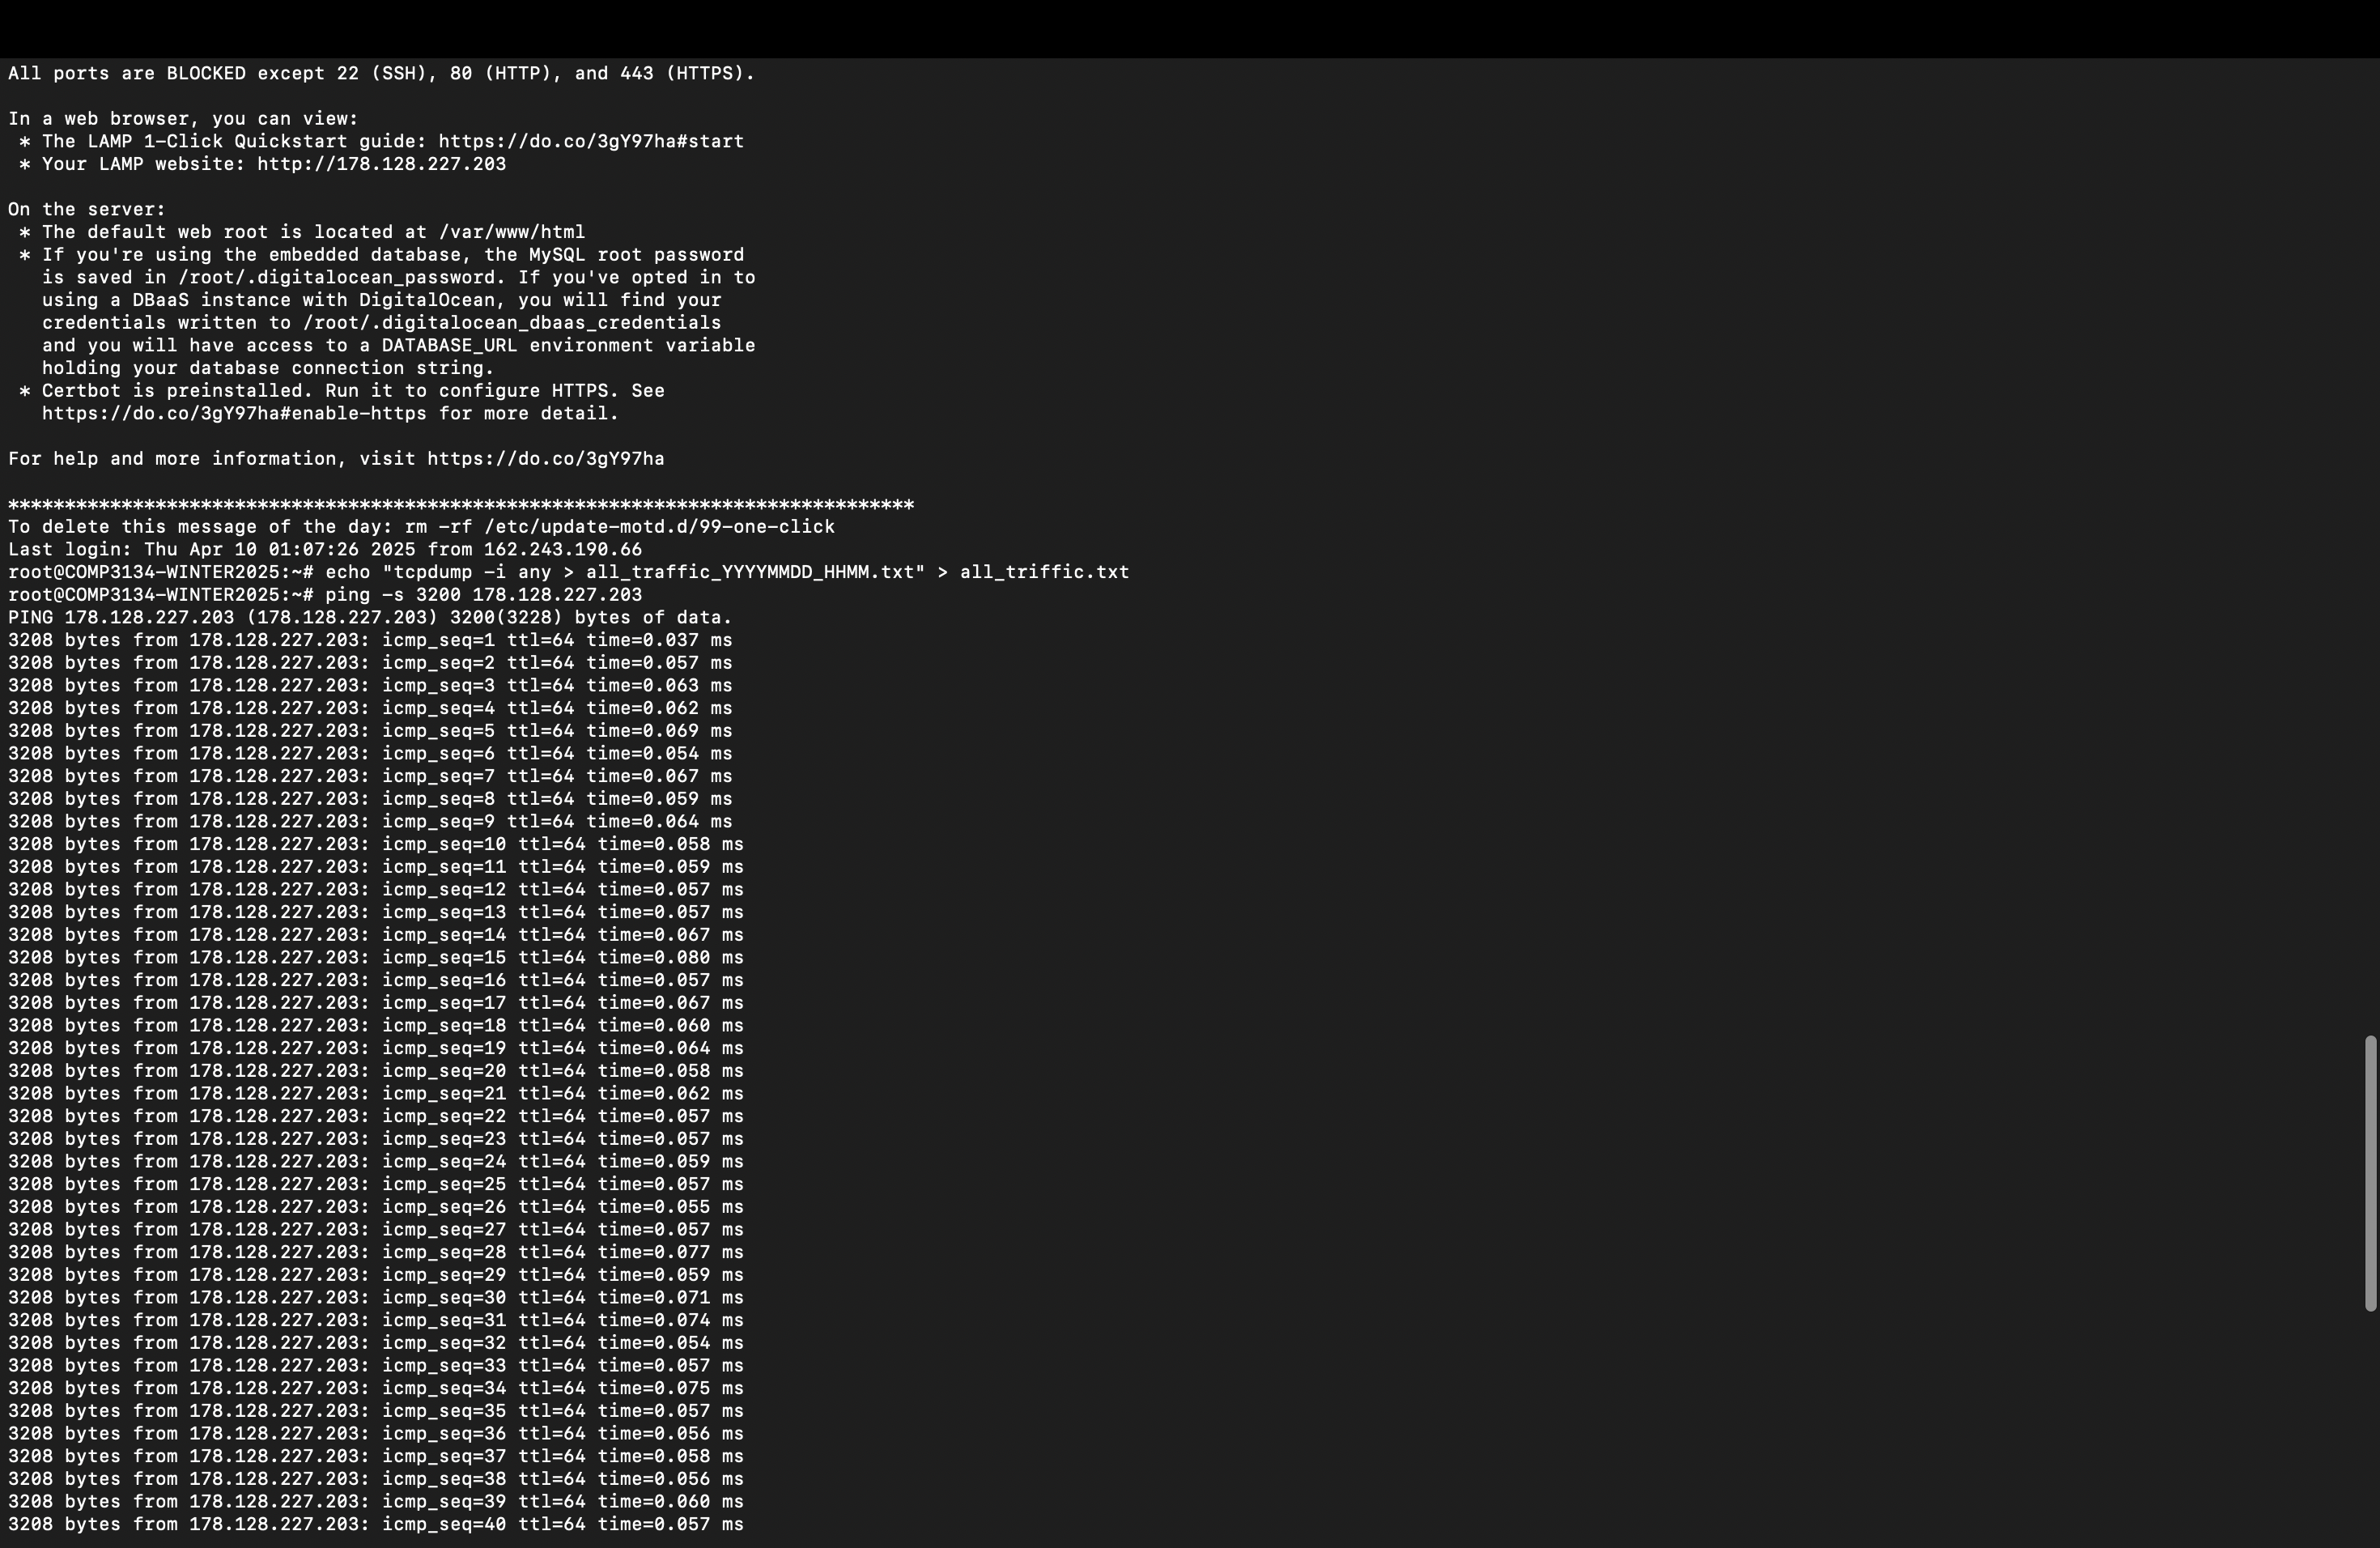 All ports are BLOCKED except 22 (SSH), 80 (HTTP), and 443 (HTTPS).
In a web browser, you can view:
* The LAMP 1-Click Quickstart guide: https://do.co/3gY97ha#start
* Your LAMP website: http://178.128.227.203
On the server:
* The default web root is located at /var/www/html
* If you're using the embedded database, the MySQL root password
is saved in /root/.digitalocean_password. If you've opted in to
using a DBaaS instance with DigitalOcean, you will find your
credentials written to /root/.digitalocean_dbaas_credentials
and you will have access to a DATABASE_URL environment variable
holding your database connection string.
* Certbot is preinstalled. Run it to configure HTTPS. See
https://do.co/3gY97ha#enable-https for more detail.
For help and more information, visit https://do.co/3gY97ha
********************************************************************************
To delete this message of the day: rm -rf /etc/update-motd.d/99-one-click
Last login: Thu Apr 10 01:07:26 2025 from 162.243.190.66
root@COMP3134-WINTER2025:~# echo "tcpdump -i any > all_traffic_YYYYMMDD_HHMM.txt" > all_triffic.txt
root@COMP3134-WINTER2025:~# ping -s 3200 178.128.227.203
PING 178.128.227.203 (178.128.227.203) 3200(3228) bytes of data.
3208 bytes from 178.128.227.203: icmp_seq=1 ttl=64 time=0.037 ms
3208 bytes from 178.128.227.203: icmp_seq=2 ttl=64 time=0.057 ms
3208 bytes from 178.128.227.203: icmp_seq=3 ttl=64 time=0.063 ms
3208 bytes from 178.128.227.203: icmp_seq=4 ttl=64 time=0.062 ms
3208 bytes from 178.128.227.203: icmp_seq=5 ttl=64 time=0.069 ms
3208 bytes from 178.128.227.203: icmp_seq=6 ttl=64 time=0.054 ms
3208 bytes from 178.128.227.203: icmp_seq=7 ttl=64 time=0.067 ms
3208 bytes from 178.128.227.203: icmp_seq=8 ttl=64 time=0.059 ms
3208 bytes from 178.128.227.203: icmp_seq=9 ttl=64 time=0.064 ms
3208 bytes from 178.128.227.203: icmp_seq=10 ttl=64 time=0.058 ms
3208 bytes from 178.128.227.203: icmp_seq=11 ttl=64 time=0.059 ms
3208 bytes from 178.128.227.203: icmp_seq=12 ttl=64 time=0.057 ms
3208 bytes from 178.128.227.203: icmp_seq=13 ttl=64 time=0.057 ms
3208 bytes from 178.128.227.203: icmp_seq=14 ttl=64 time=0.067 ms
3208 bytes from 178.128.227.203: icmp_seq=15 ttl=64 time=0.080 ms
3208 bytes from 178.128.227.203: icmp_seq=16 ttl=64 time=0.057 ms
3208 bytes from 178.128.227.203: icmp_seq=17 ttl=64 time=0.067 ms
3208 bytes from 178.128.227.203: icmp_seq=18 ttl=64 time=0.060 ms
3208 bytes from 178.128.227.203: icmp_seq=19 ttl=64 time=0.064 ms
3208 bytes from 178.128.227.203: icmp_seq=20 ttl=64 time=0.058 ms
3208 bytes from 178.128.227.203: icmp_seq=21 ttl=64 time=0.062 ms
3208 bytes from 178.128.227.203: icmp_seq=22 ttl=64 time=0.057 ms
3208 bytes from 178.128.227.203: icmp_seq=23 ttl=64 time=0.057 ms
3208 bytes from 178.128.227.203: icmp_seq=24 ttl=64 time=0.059 ms
3208 bytes from 178.128.227.203: icmp_seq=25 ttl=64 time=0.057 ms
3208 bytes from 178.128.227.203: icmp_seq=26 ttl=64 time=0.055 ms
3208 bytes from 178.128.227.203: icmp_seq=27 ttl=64 time=0.057 ms
3208 bytes from 178.128.227.203: icmp_seq=28 ttl=64 time=0.077 ms
3208 bytes from 178.128.227.203: icmp_seq=29 ttl=64 time=0.059 ms
3208 bytes from 178.128.227.203: icmp_seq=30 ttl=64 time=0.071 ms
3208 bytes from 178.128.227.203: icmp_seq=31 ttl=64 time=0.074 ms
3208 bytes from 178.128.227.203: icmp_seq=32 ttl=64 time=0.054 ms
3208 bytes from 178.128.227.203: icmp_seq=33 ttl=64 time=0.057 ms
3208 bytes from 178.128.227.203: icmp_seq=34 ttl=64 time=0.075 ms
3208 bytes from 178.128.227.203: icmp_seq=35 ttl=64 time=0.057 ms
3208 bytes from 178.128.227.203: icmp_seq=36 ttl=64 time=0.056 ms
3208 bytes from 178.128.227.203: icmp_seq=37 ttl=64 time=0.058 ms
3208 bytes from 178.128.227.203: icmp_seq=38 ttl=64 time=0.056 ms
3208 bytes from 178.128.227.203: icmp_seq=39 ttl=64 time=0.060 ms
3208 bytes from 178.128.227.203: icmp_seq=40 ttl=64 time=0.057 ms